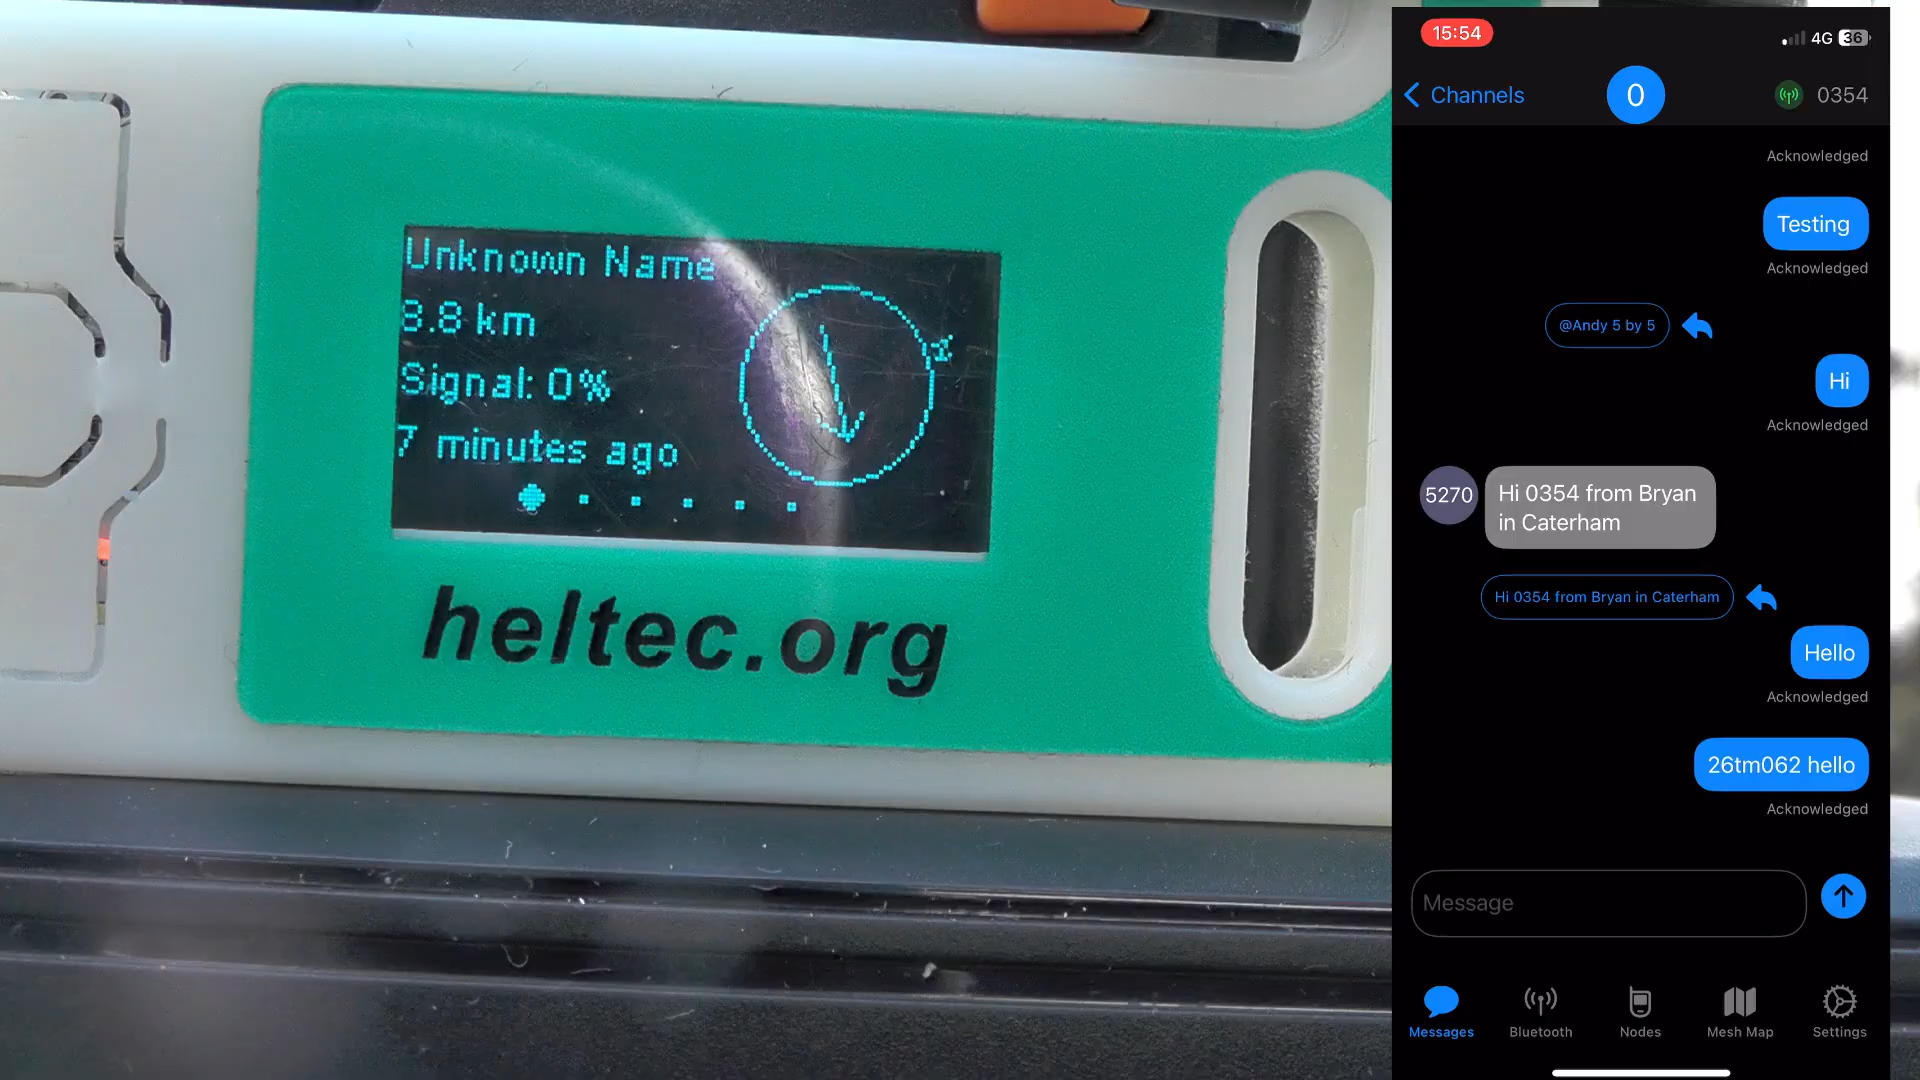 Unknown Name
8.8 km
Signal: 0%
7 minutes ago
heltec.org
15:54
4G 36
Channels
0
0354
Acknowledged
Testing
Acknowledged
@Andy 5 by 5
Hi
Acknowledged
5270
Hi 0354 from Bryan
in Caterham
Hi 0354 from Bryan in Caterham
Hello
Acknowledged
26tm062 hello
Acknowledged
Message
Messages
Bluetooth
Nodes
Mesh Map
Settings